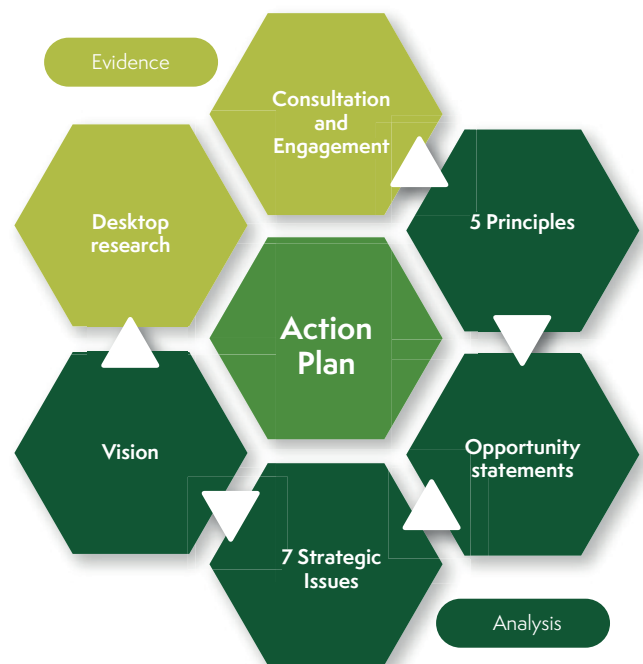 Evidence
Consultation
and
Engagement
Desktop
research
5 Principles
Action
Plan
Vision
Opportunity
statements
7 Strategic
Issues
Analysis